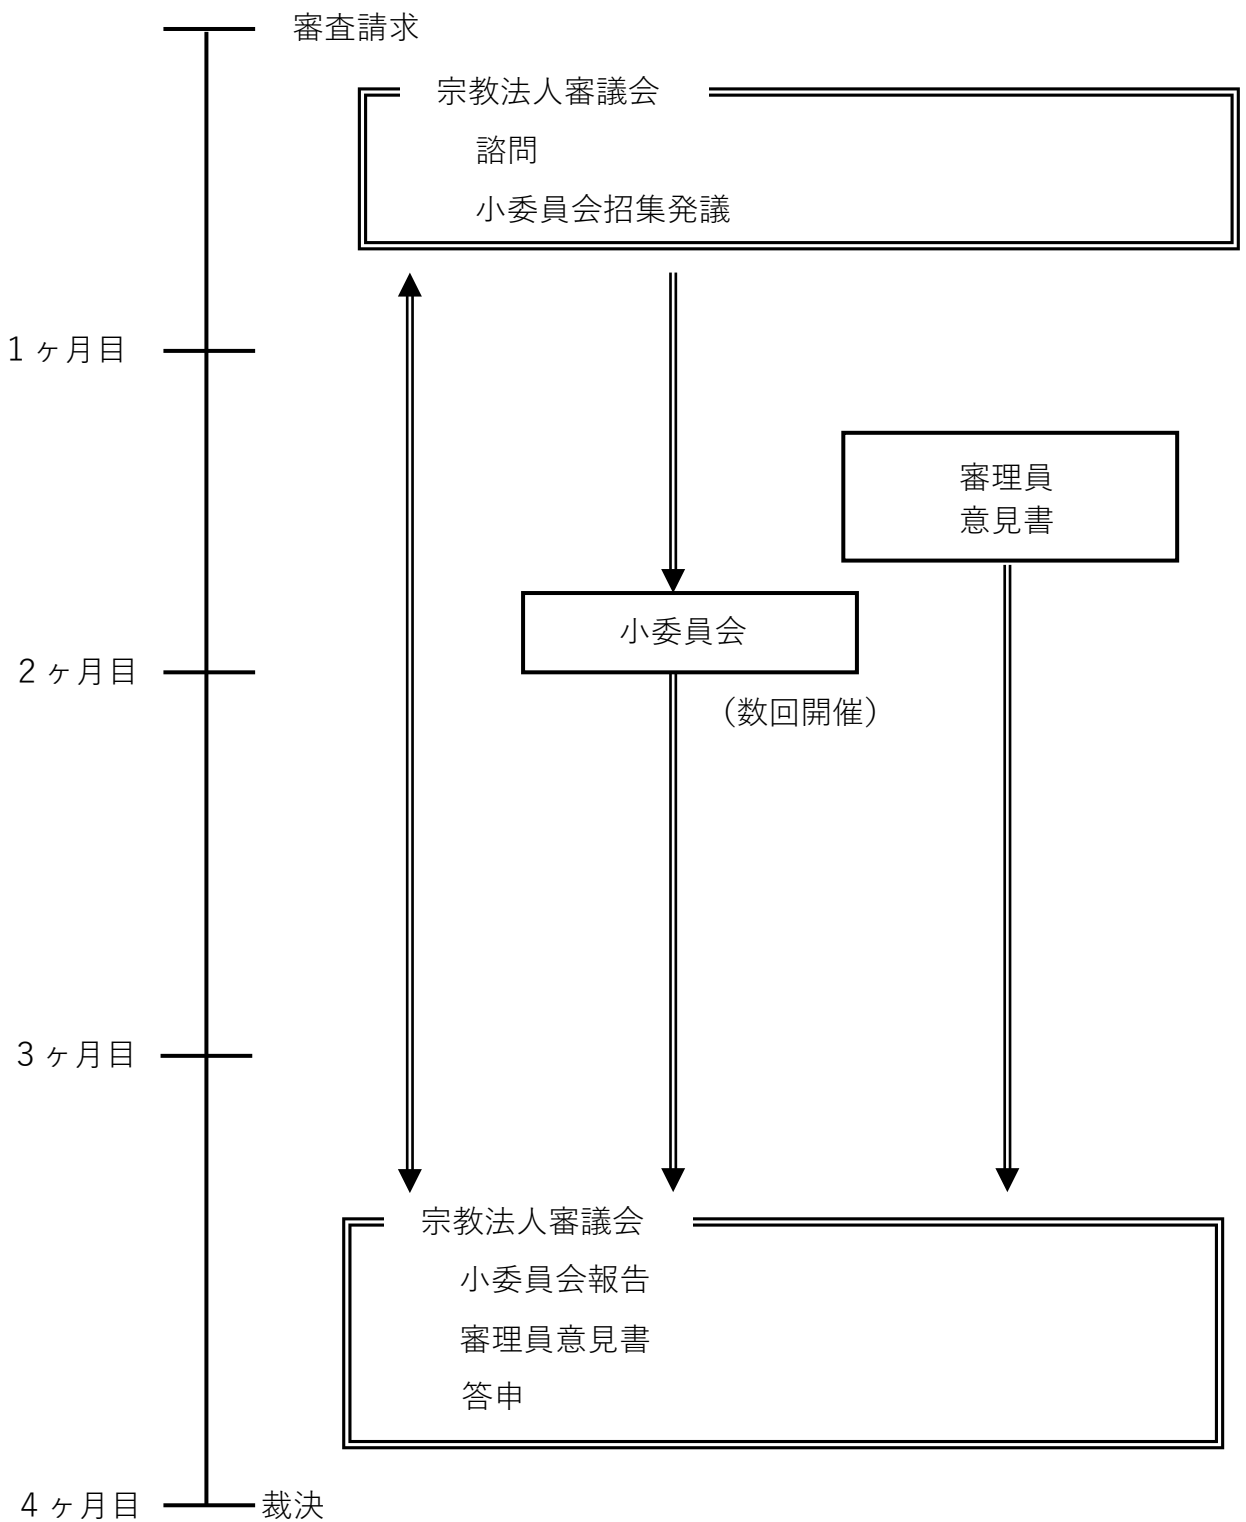 審査請求
宗教法人審議会
諮問
小委員会招集発議
1ヶ月目
審理員
意見書
小委員会
2ヶ月目
（数回開催）
3ヶ月目
宗教法人審議会
小委員会報告
審理員意見書
答申
4ヶ月目
裁決